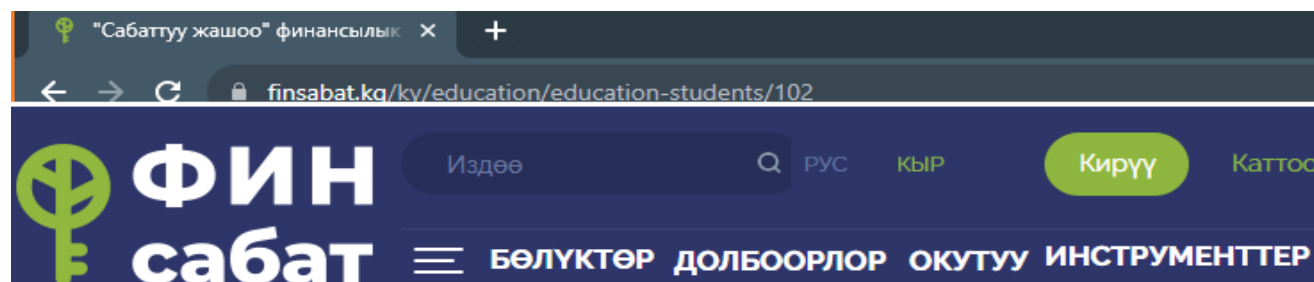 "Сабаттуу жашоо" финансылык
finsabat.kg/ky/education/education-students/102
ФИН
сабат
Издөө
РУС КЫР
Кирүү
БӨЛҮКТӨР ДОЛБООРЛОР ОКУТУУ ИНСТРУМЕНТТЕР